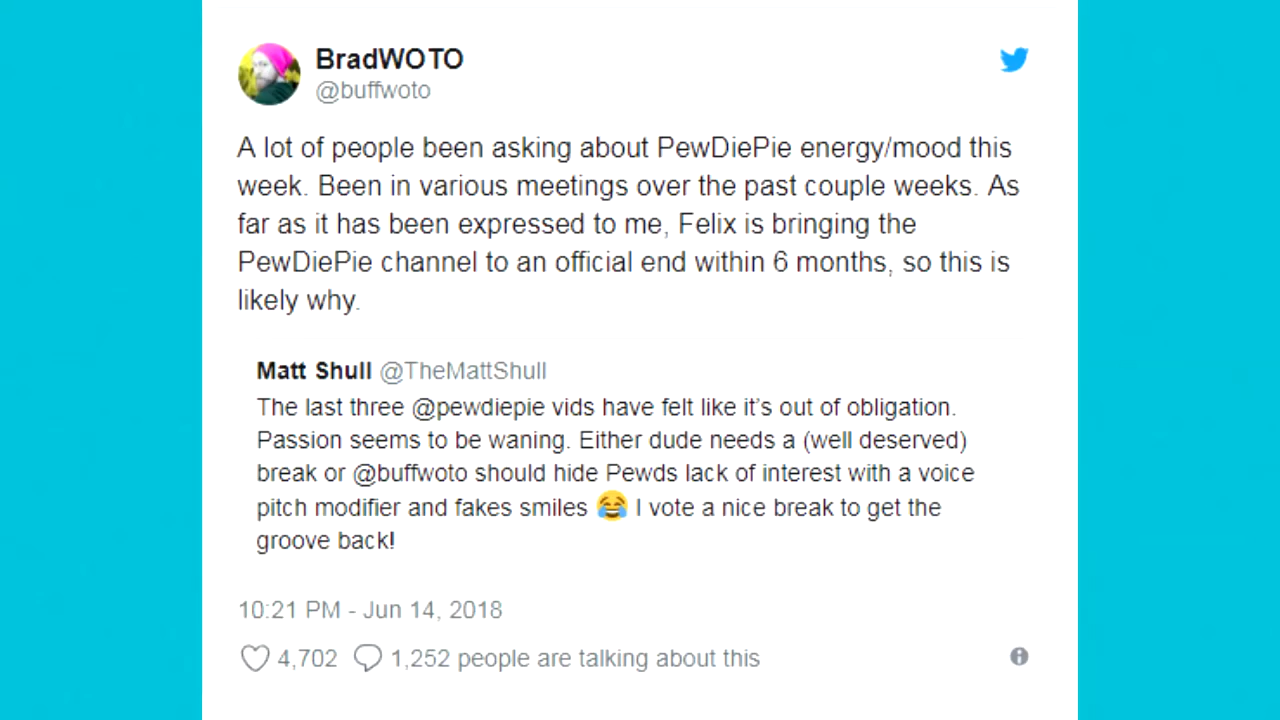 BradWOTO
@buffwoto
A lot of people been asking about PewDiePie energy/mood this
week. Been in various meetings over the past couple weeks. As
far as it has been expressed to me, Felix is bringing the
PewDiePie channel to an official end within 6 months, so this is
likely why.
Matt Shull @TheMattShull
The last three @pewdiepie vids have felt like it's out of obligation.
Passion seems to be waning. Either dude needs a (well deserved)
break or @buffwoto should hide Pewds lack of interest with a voice
pitch modifier and fakes smiles 😂 I vote a nice break to get the
groove back!
10:21 PM - Jun 14, 2018
4,702 1,252 people are talking about this